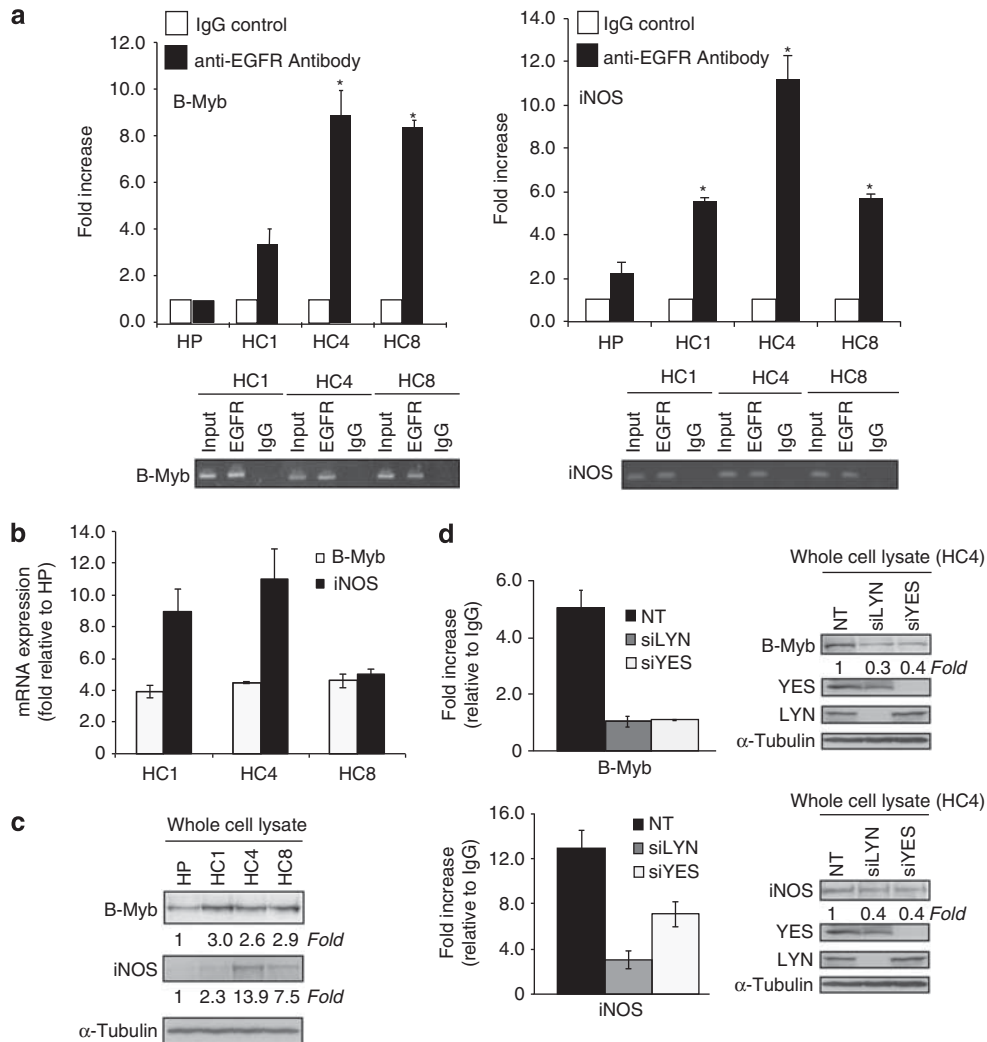 a
IgG control
anti-EGFR Antibody
B-Myb
Fold increase
12.0
10.0
8.0
6.0
4.0
2.0
0.0
*
*
HP HC1 HC4 HC8
HC1 HC4 HC8
Input EGFR IgG Input EGFR IgG Input EGFR IgG
B-Myb
IgG control
anti-EGFR Antibody
iNOS
Fold increase
14.0
12.0
10.0
8.0
6.0
4.0
2.0
0.0
*
*
*
HP HC1 HC4 HC8
HC1 HC4 HC8
Input EGFR IgG Input EGFR IgG Input EGFR IgG
iNOS
b
mRNA expression
(fold relative to HP)
14.0
12.0
10.0
8.0
6.0
4.0
2.0
0
B-Myb
iNOS
HC1 HC4 HC8
c
Whole cell lysate
HP HC1 HC4 HC8
B-Myb
1 3.0 2.6 2.9 Fold
iNOS
1 2.3 13.9 7.5 Fold
α-Tubulin
d
Fold increase
(relative to IgG)
6.0
4.0
2.0
0
NT
siLYN
siYES
B-Myb
Whole cell lysate (HC4)
NT siLYN siYES
B-Myb
1 0.3 0.4 Fold
YES
LYN
α-Tubulin
Fold increase
(relative to IgG)
16.0
12.0
8.0
4.0
0
NT
siLYN
siYES
iNOS
Whole cell lysate (HC4)
NT siLYN siYES
iNOS
1 0.4 0.4 Fold
YES
LYN
α-Tubulin